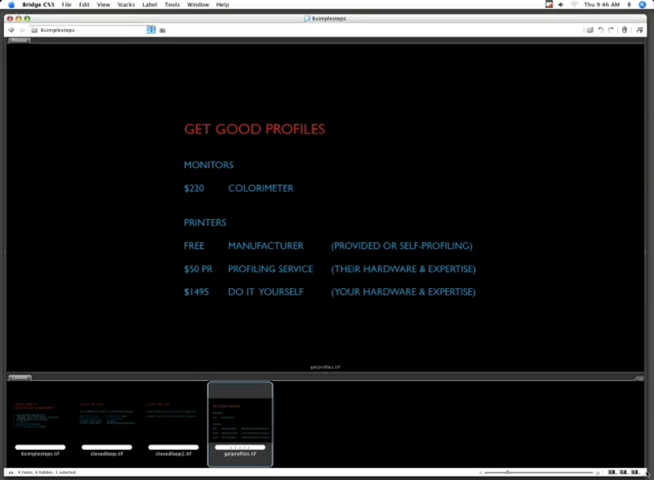 Bridge CS3 File Edit View Stacks Label Tools Window Help
Thu 9:46 AM
6simplesteps
6simplesteps
GET GOOD PROFILES
MONITORS
$220 COLORIMETER
PRINTERS
FREE MANUFACTURER (PROVIDED OR SELF-PROFILING)
$50 PR PROFILING SERVICE (THEIR HARDWARE & EXPERTISE)
$1495 DO IT YOURSELF (YOUR HARDWARE & EXPERTISE)
getprofiles.tif
6simplesteps.tif closedloop.tif closedloop2.tif getprofiles.tif